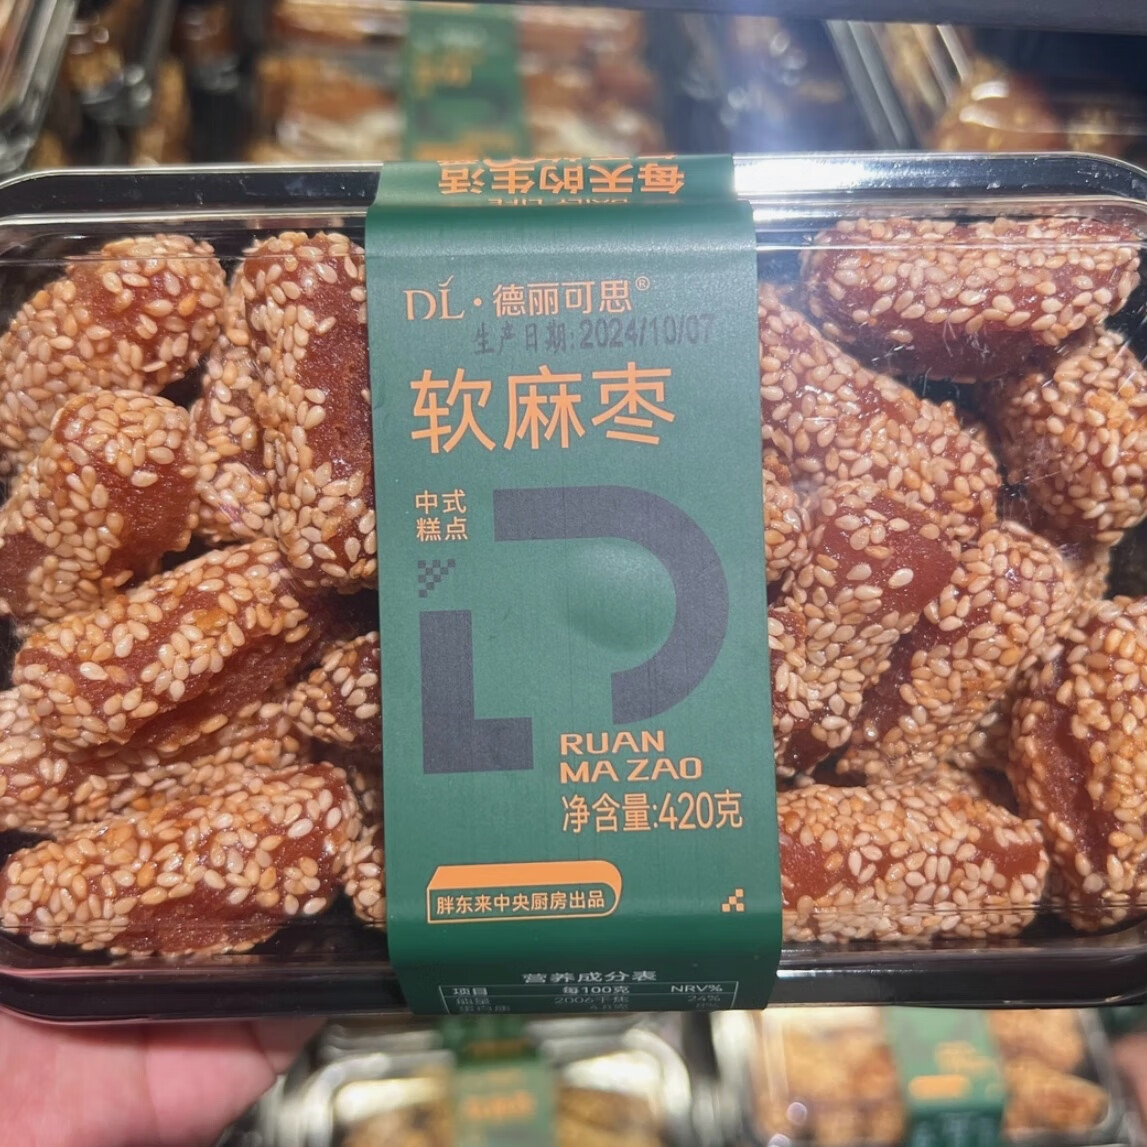 每天的生活
DAILY LIFE
DL·德丽可思®
生产日期:2024/10/07
软麻枣
中式
糕点
RUAN
MA ZAO
净含量:420克
胖东来中央厨房出品
营养成分表
项目 每100克 NRV%
能量 2006千焦 24%